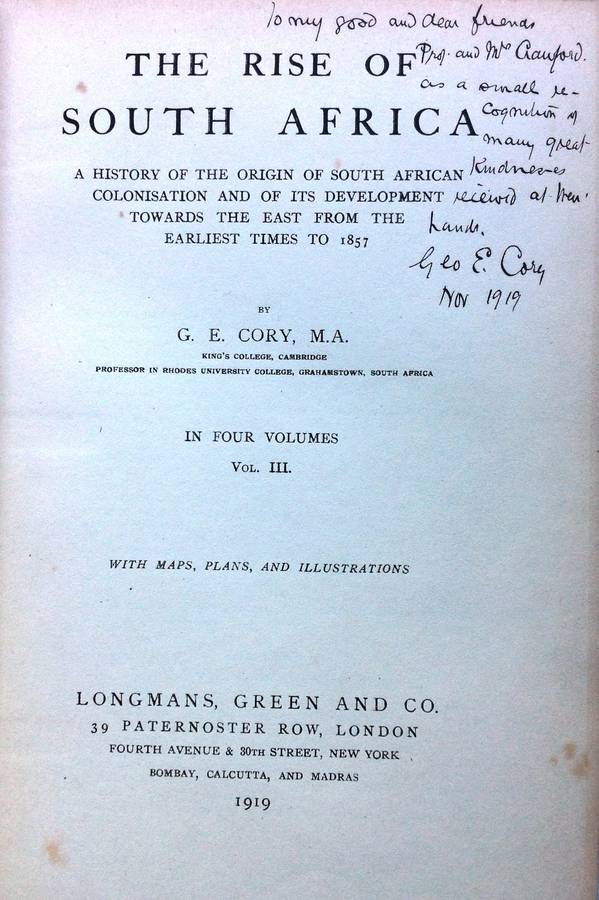 To my good and dear friends
Prof. and Mrs Cranford.
as a small re-
cognition of
many great
Kindnesses
received at their
hands.
Geo E. Cory
Nov 1919
THE RISE OF
SOUTH AFRICA
A HISTORY OF THE ORIGIN OF SOUTH AFRICAN
COLONISATION AND OF ITS DEVELOPMENT
TOWARDS THE EAST FROM THE
EARLIEST TIMES TO 1857
BY
G. E. CORY, M.A.
KING'S COLLEGE, CAMBRIDGE
PROFESSOR IN RHODES UNIVERSITY COLLEGE, GRAHAMSTOWN, SOUTH AFRICA
IN FOUR VOLUMES
VOL. III.
WITH MAPS, PLANS, AND ILLUSTRATIONS
LONGMANS, GREEN AND CO.
39 PATERNOSTER ROW, LONDON
FOURTH AVENUE & 30TH STREET, NEW YORK
BOMBAY, CALCUTTA, AND MADRAS
1919